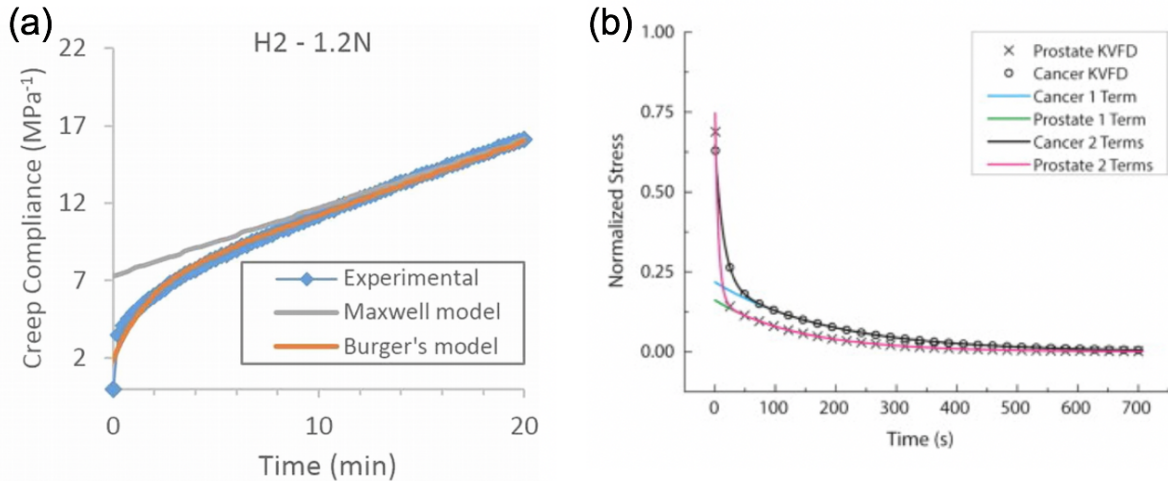 (a)
H2 - 1.2N
22
17
12
7
2
Creep Compliance (MPa⁻¹)
Experimental
Maxwell model
Burger's model
0
10
20
Time (min)
(b)
1.00
0.75
0.50
0.25
0.00
Normalized Stress
Prostate KVFD
Cancer KVFD
Cancer 1 Term
Prostate 1 Term
Cancer 2 Terms
Prostate 2 Terms
0
100
200
300
400
500
600
700
Time (s)